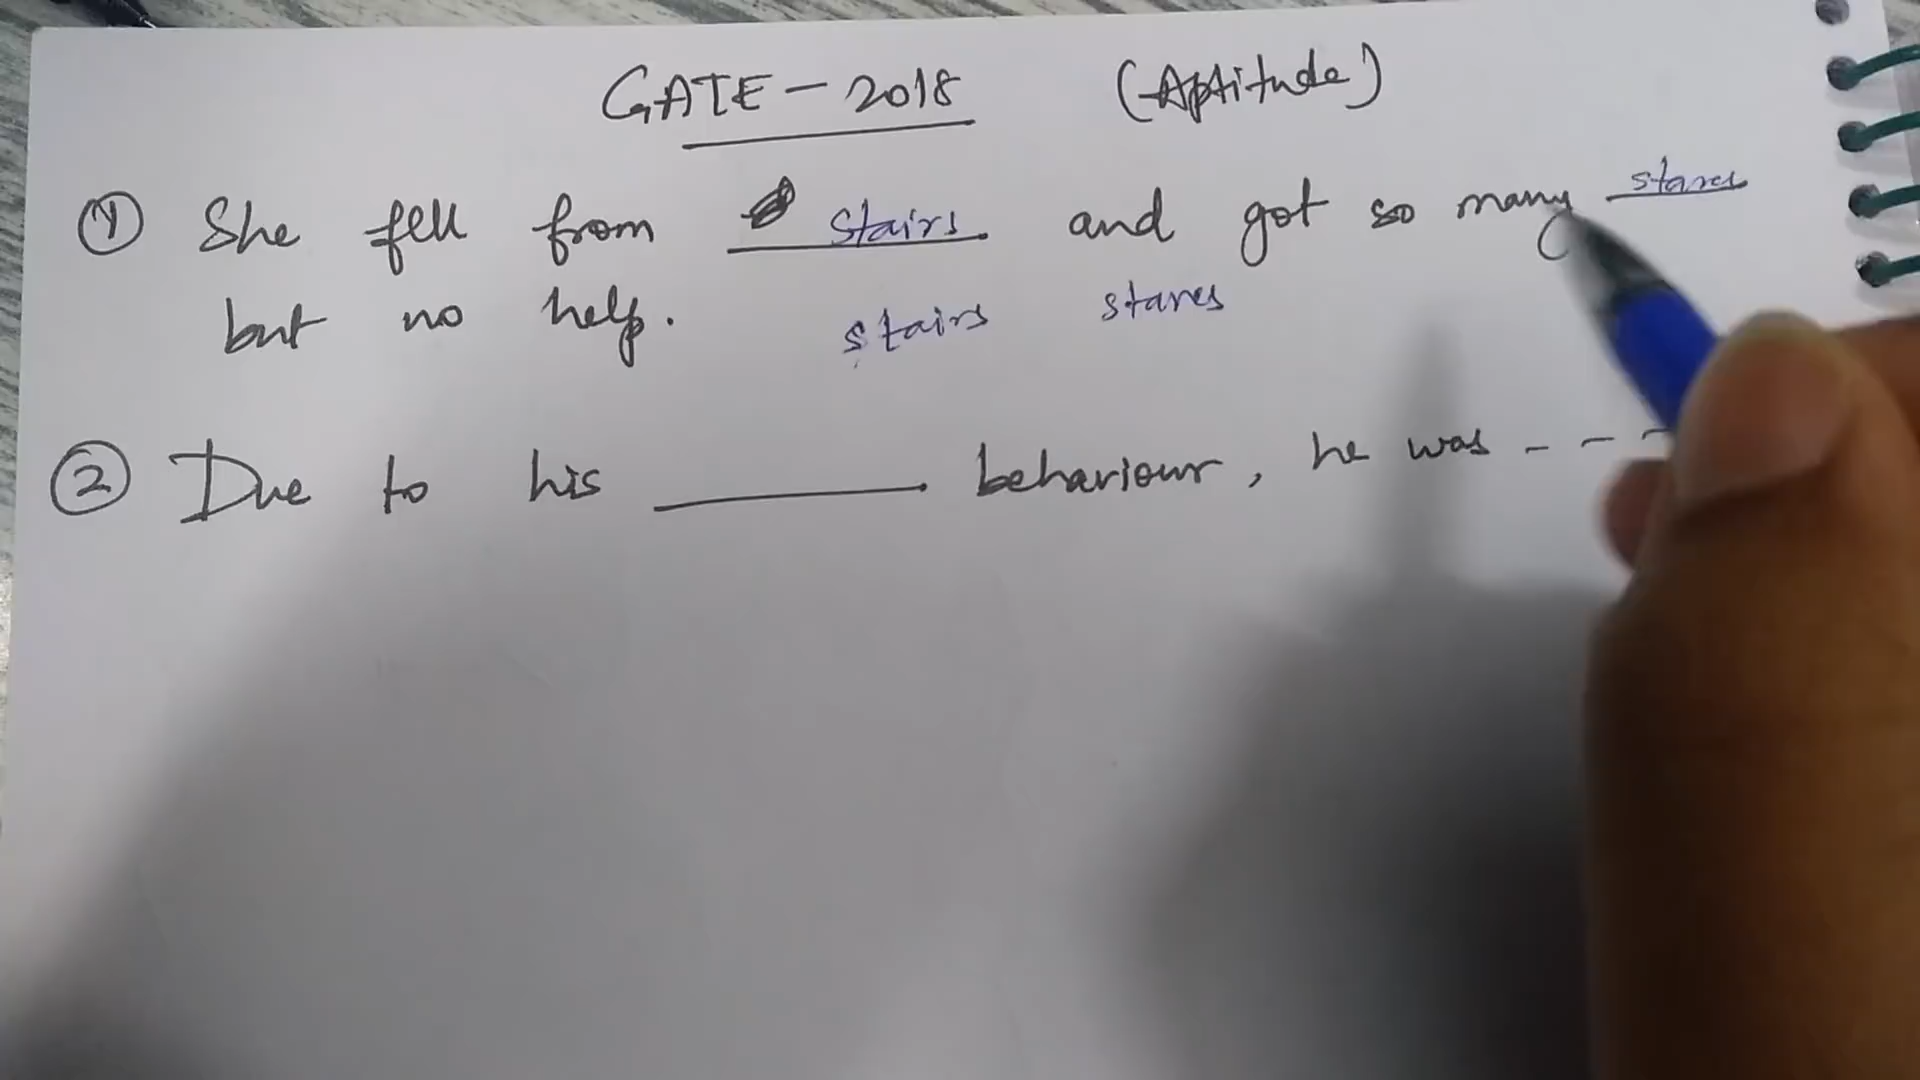 GATE - 2018 (Aptitude)
① She fell from stairs and got so many stares
but no help. stairs stares
② Due to his ________ behaviour, he was - - -